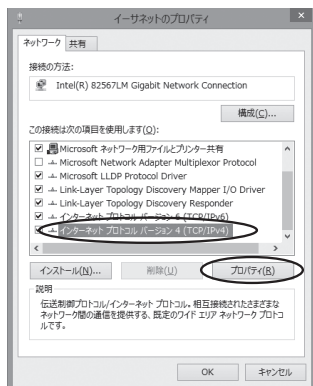 イーサネットのプロパティ
ネットワーク 共有
接続の方法:
Intel(R) 82567LM Gigabit Network Connection
構成(C)...
この接続は次の項目を使用します(O):
Microsoft ネットワーク用ファイルとプリンター共有
Microsoft Network Adapter Multiplexor Protocol
Microsoft LLDP Protocol Driver
Link-Layer Topology Discovery Mapper I/O Driver
Link-Layer Topology Discovery Responder
インターネット プロトコル バージョン 6 (TCP/IPv6)
インターネット プロトコル バージョン 4 (TCP/IPv4)
インストール(N)... 削除(U) プロパティ(R)
説明
伝送制御プロトコル/インターネット プロトコル。相互接続されたさまざまな
ネットワーク間の通信を提供する、既定のワイド エリア ネットワーク プロトコ
ルです。
OK キャンセル